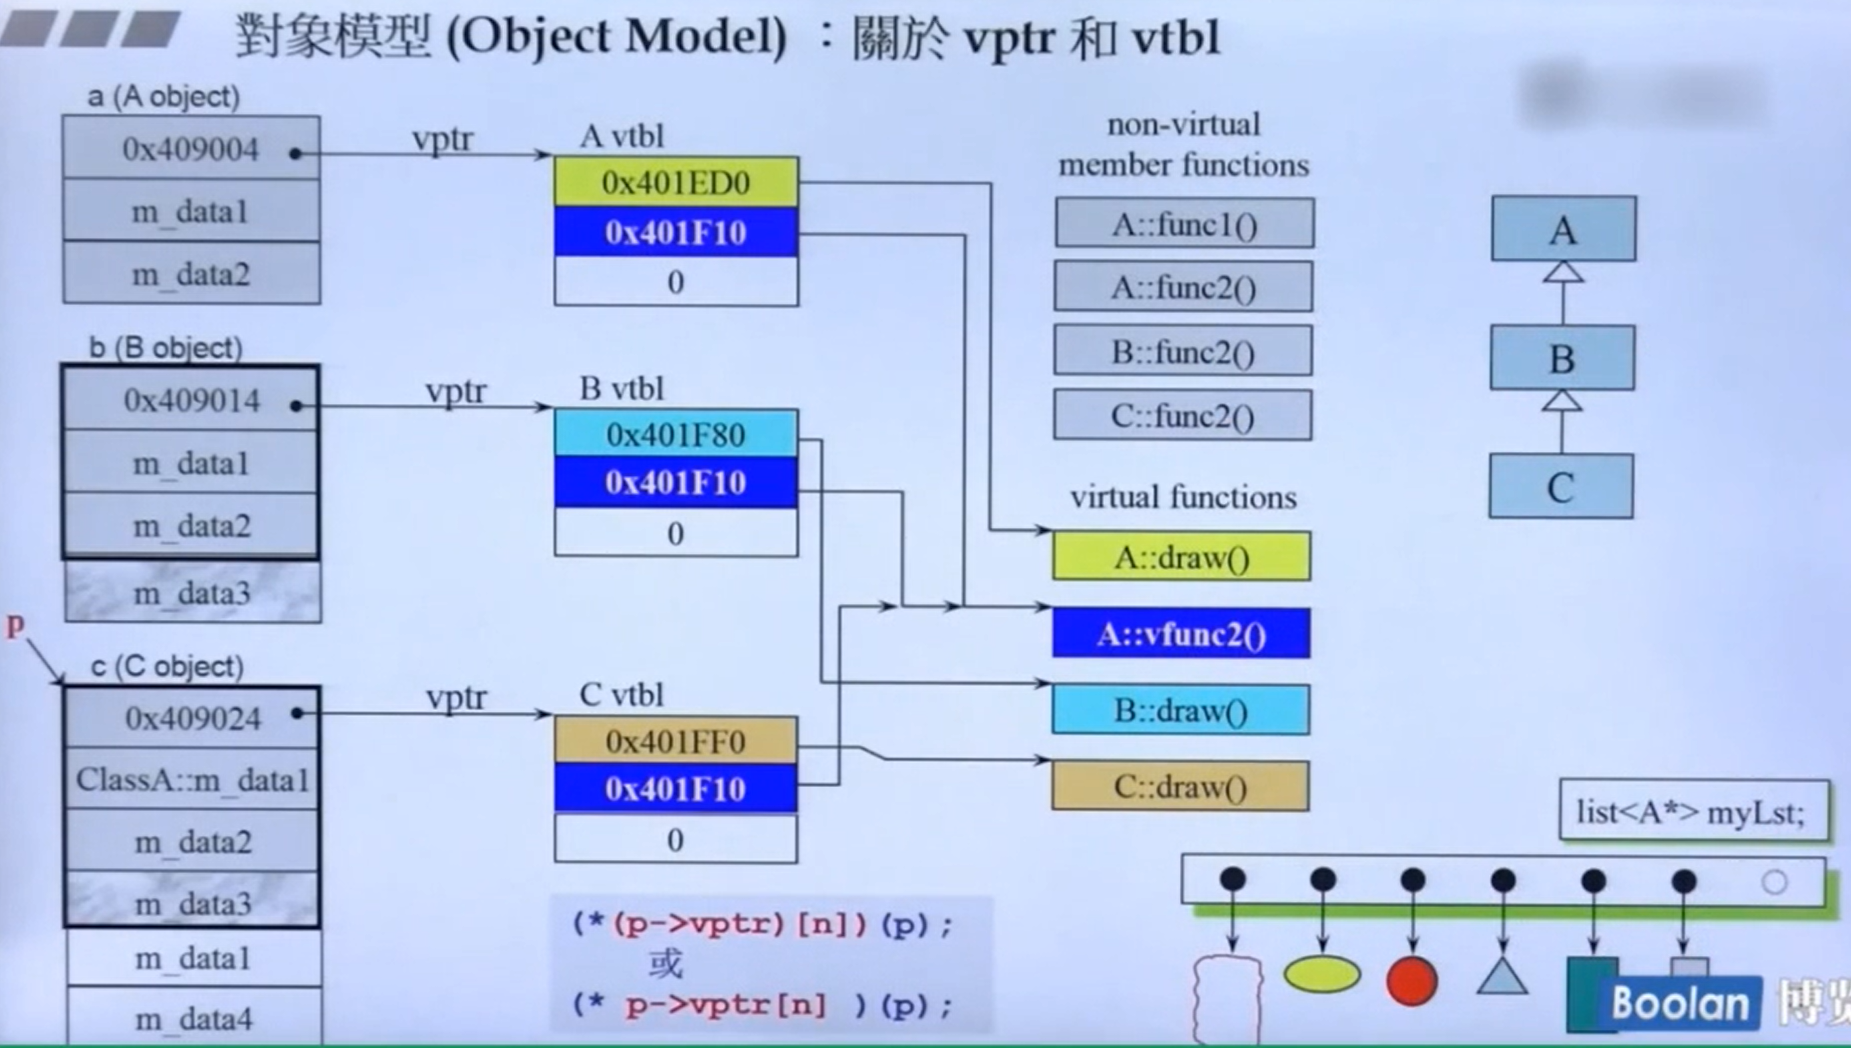 對象模型 (Object Model) ：關於 vptr 和 vtbl
a (A object)
0x409004
m_data1
m_data2
vptr
A vtbl
0x401ED0
0x401F10
0
b (B object)
0x409014
m_data1
m_data2
m_data3
vptr
B vtbl
0x401F80
0x401F10
0
p
c (C object)
0x409024
ClassA::m_data1
m_data2
m_data3
m_data1
m_data4
vptr
C vtbl
0x401FF0
0x401F10
0
(*(p->vptr)[n])(p);
或
(* p->vptr[n] )(p);
non-virtual
member functions
A::func1()
A::func2()
B::func2()
C::func2()
virtual functions
A::draw()
A::vfunc2()
B::draw()
C::draw()
A
B
C
list<A*> myLst;
Boolan 博览